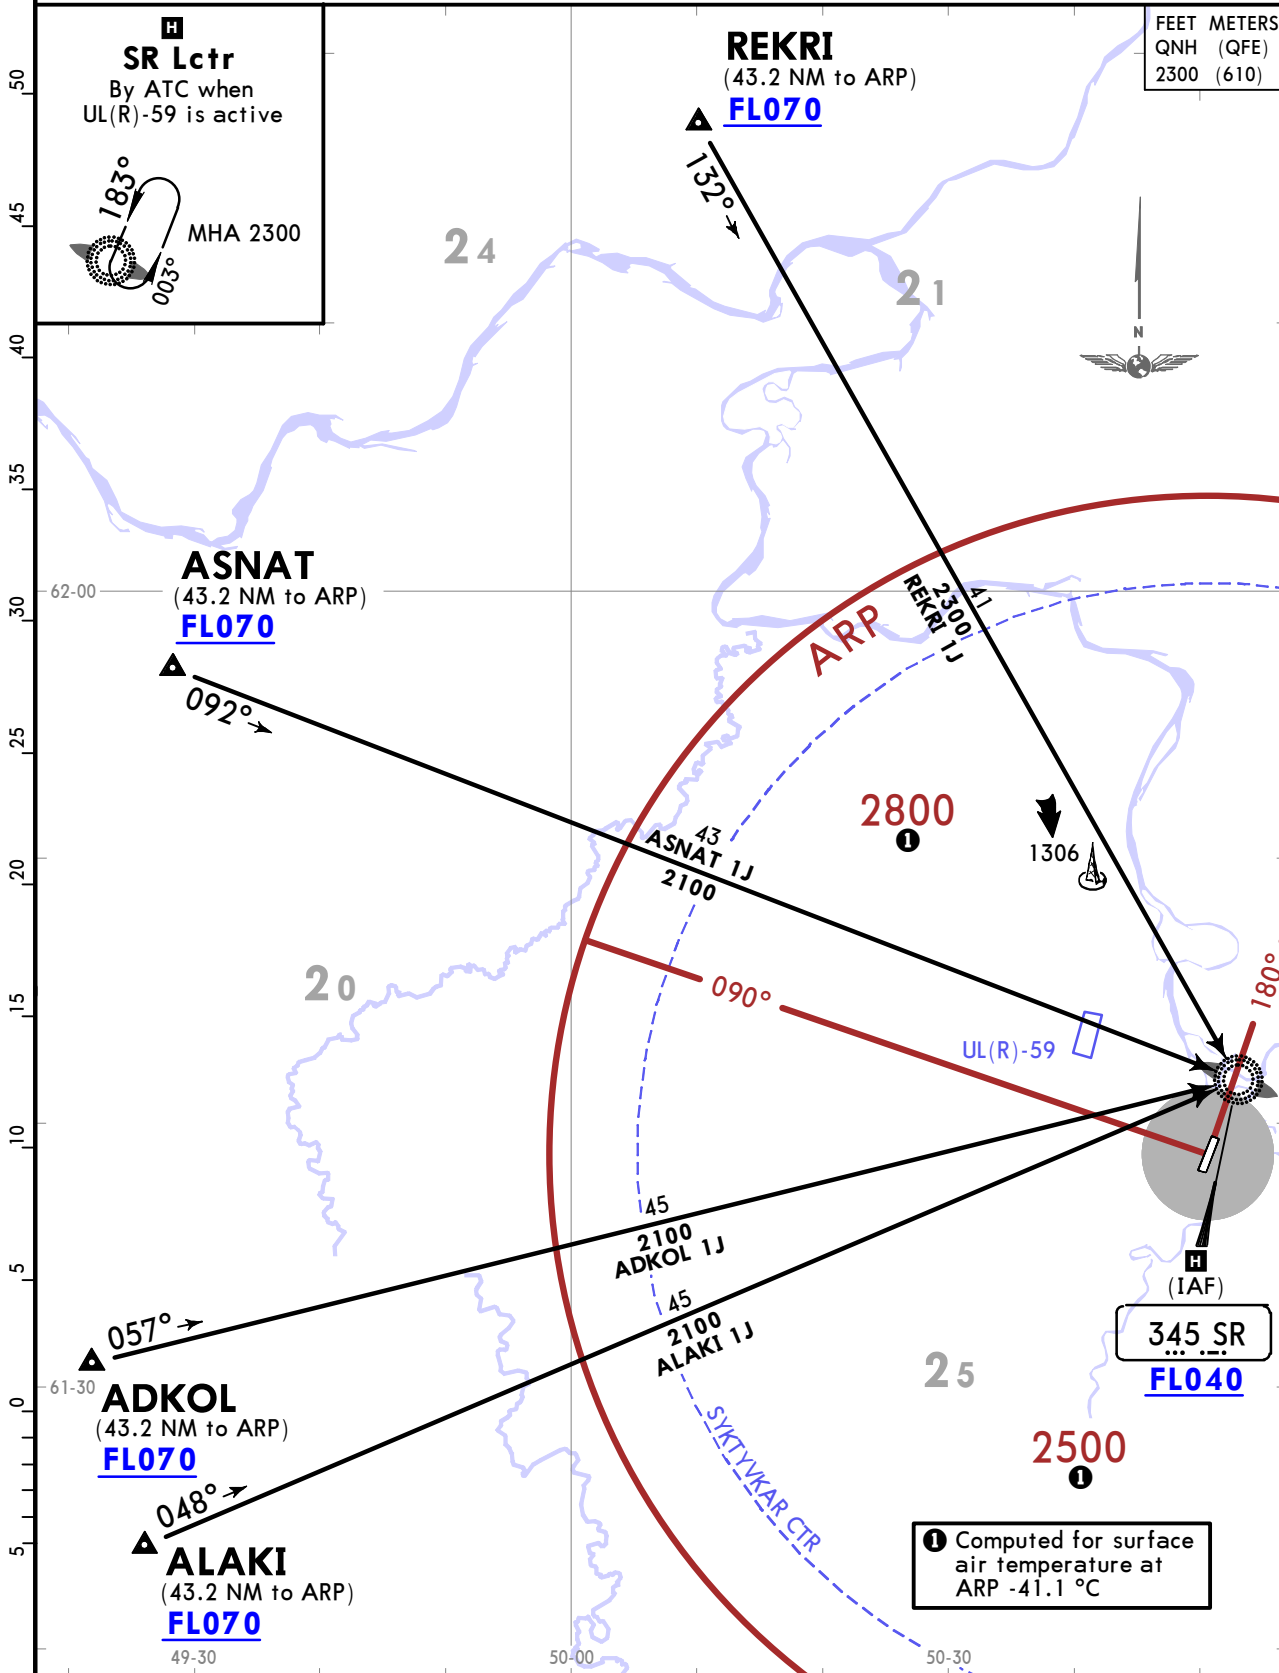 H
SR Lctr
By ATC when
UL(R)-59 is active
183°
MHA 2300
003°
REKRI
(43.2 NM to ARP)
FL070
132°
FEET METERS
QNH (QFE)
2300 (610)
50
45
40
35
30
25
20
15
10
5
0
5
24
21
N
ASNAT
(43.2 NM to ARP)
FL070
62-00
092°
41
2300
REKRI 1J
ARP
43
ASNAT 1J
2100
2800
1
1306
20
090°
UL(R)-59
180°
45
2100
ADKOL 1J
45
2100
ALAKI 1J
H
(IAF)
345 SR
FL040
057°
61-30
ADKOL
(43.2 NM to ARP)
FL070
25
2500
1
SYKTYVKAR CTR
048°
ALAKI
(43.2 NM to ARP)
FL070
1 Computed for surface
air temperature at
ARP -41.1 °C
49-30
50-00
50-30